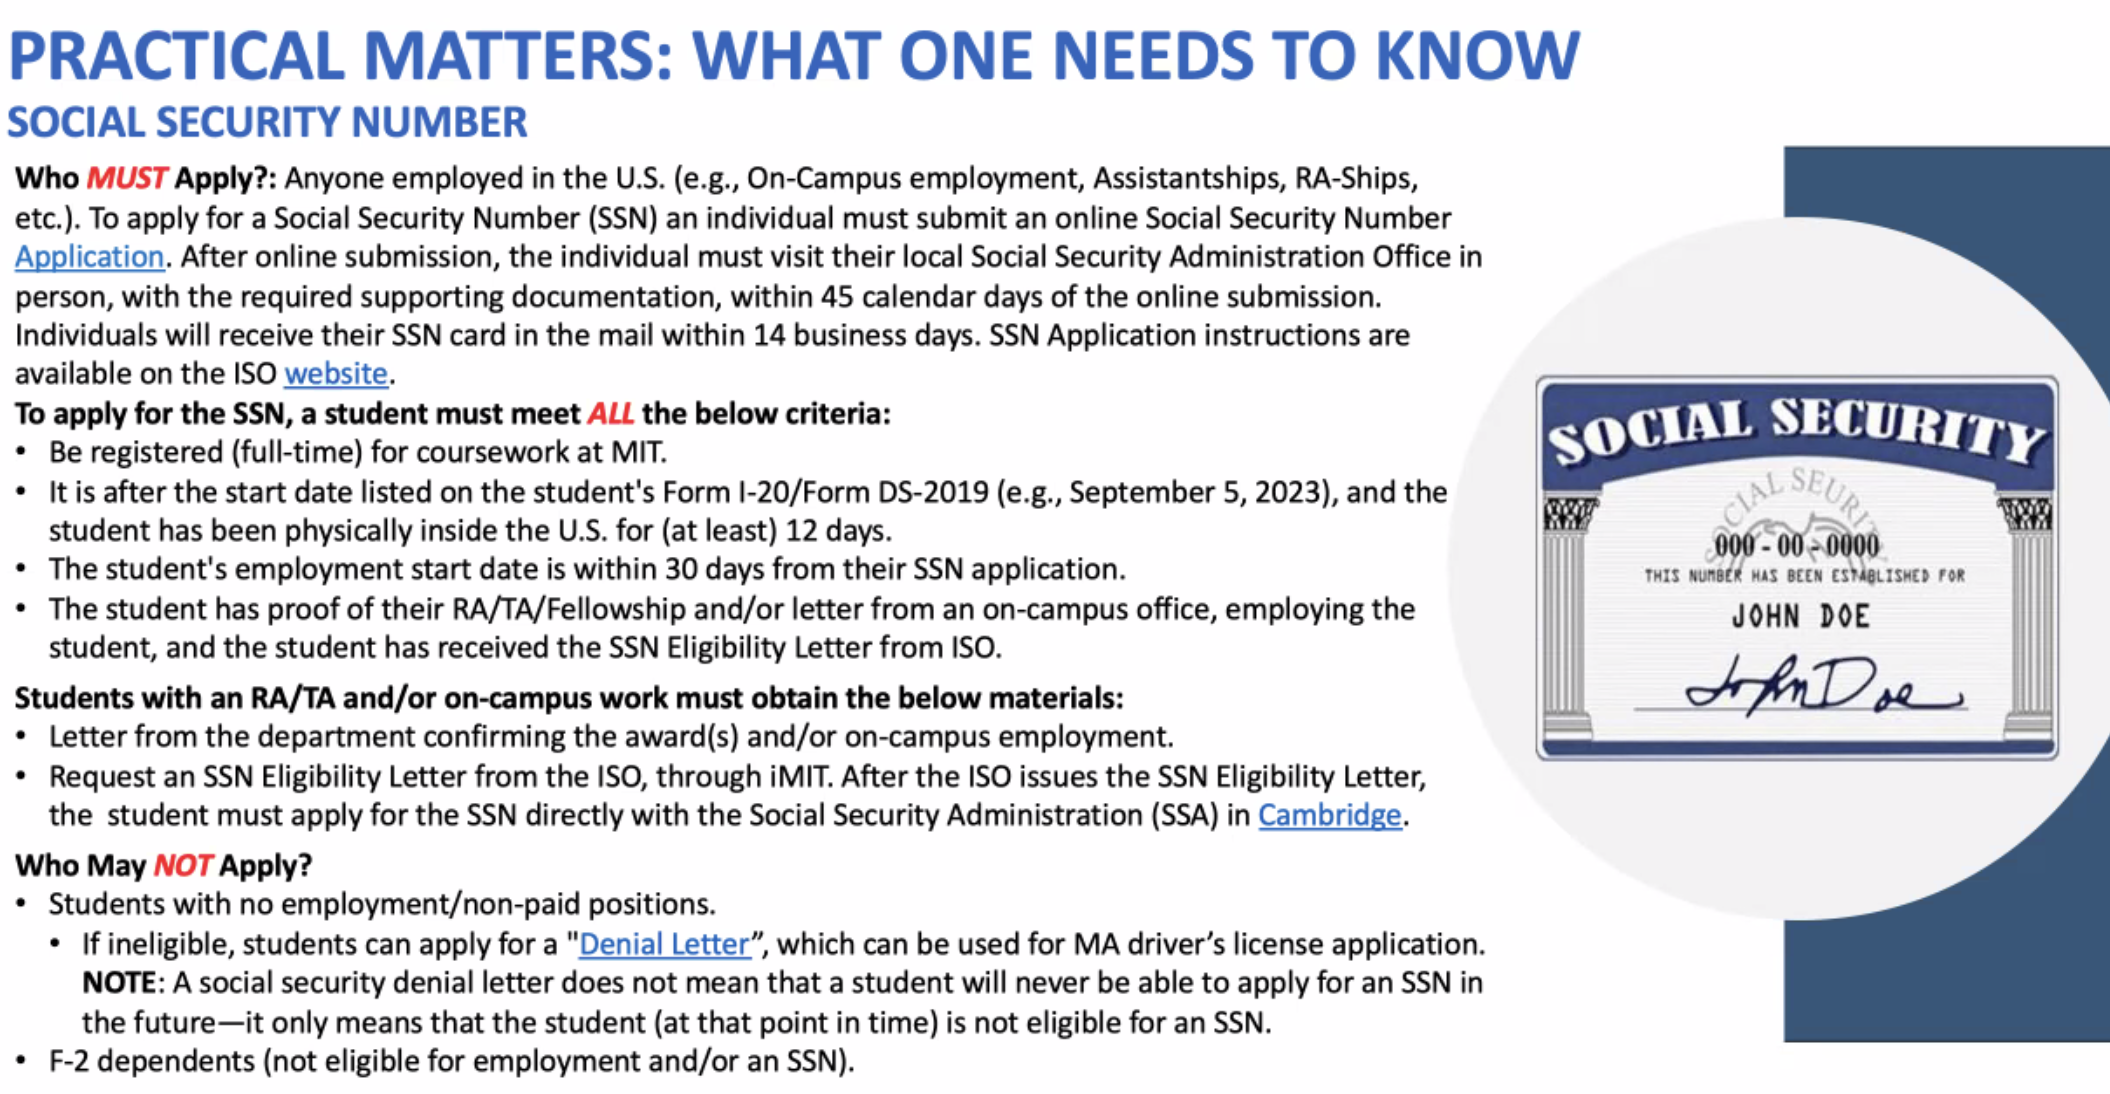 PRACTICAL MATTERS: WHAT ONE NEEDS TO KNOW
SOCIAL SECURITY NUMBER
Who MUST Apply?: Anyone employed in the U.S. (e.g., On-Campus employment, Assistantships, RA-Ships,
etc.). To apply for a Social Security Number (SSN) an individual must submit an online Social Security Number
Application. After online submission, the individual must visit their local Social Security Administration Office in
person, with the required supporting documentation, within 45 calendar days of the online submission.
Individuals will receive their SSN card in the mail within 14 business days. SSN Application instructions are
available on the ISO website.
To apply for the SSN, a student must meet ALL the below criteria:
• Be registered (full-time) for coursework at MIT.
• It is after the start date listed on the student's Form I-20/Form DS-2019 (e.g., September 5, 2023), and the
student has been physically inside the U.S. for (at least) 12 days.
• The student's employment start date is within 30 days from their SSN application.
• The student has proof of their RA/TA/Fellowship and/or letter from an on-campus office, employing the
student, and the student has received the SSN Eligibility Letter from ISO.
Students with an RA/TA and/or on-campus work must obtain the below materials:
• Letter from the department confirming the award(s) and/or on-campus employment.
• Request an SSN Eligibility Letter from the ISO, through iMIT. After the ISO issues the SSN Eligibility Letter,
the student must apply for the SSN directly with the Social Security Administration (SSA) in Cambridge.
Who May NOT Apply?
• Students with no employment/non-paid positions.
• If ineligible, students can apply for a "Denial Letter”, which can be used for MA driver’s license application.
NOTE: A social security denial letter does not mean that a student will never be able to apply for an SSN in
the future—it only means that the student (at that point in time) is not eligible for an SSN.
• F-2 dependents (not eligible for employment and/or an SSN).
SOCIAL SECURITY
SOCIAL SEURITY
000-00-0000
THIS NUMBER HAS BEEN ESTABLISHED FOR
JOHN DOE
John Doe